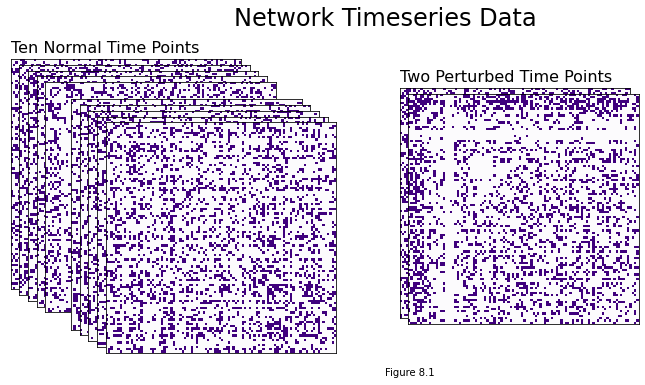 Network Timeseries Data
Ten Normal Time Points
Two Perturbed Time Points
Figure 8.1